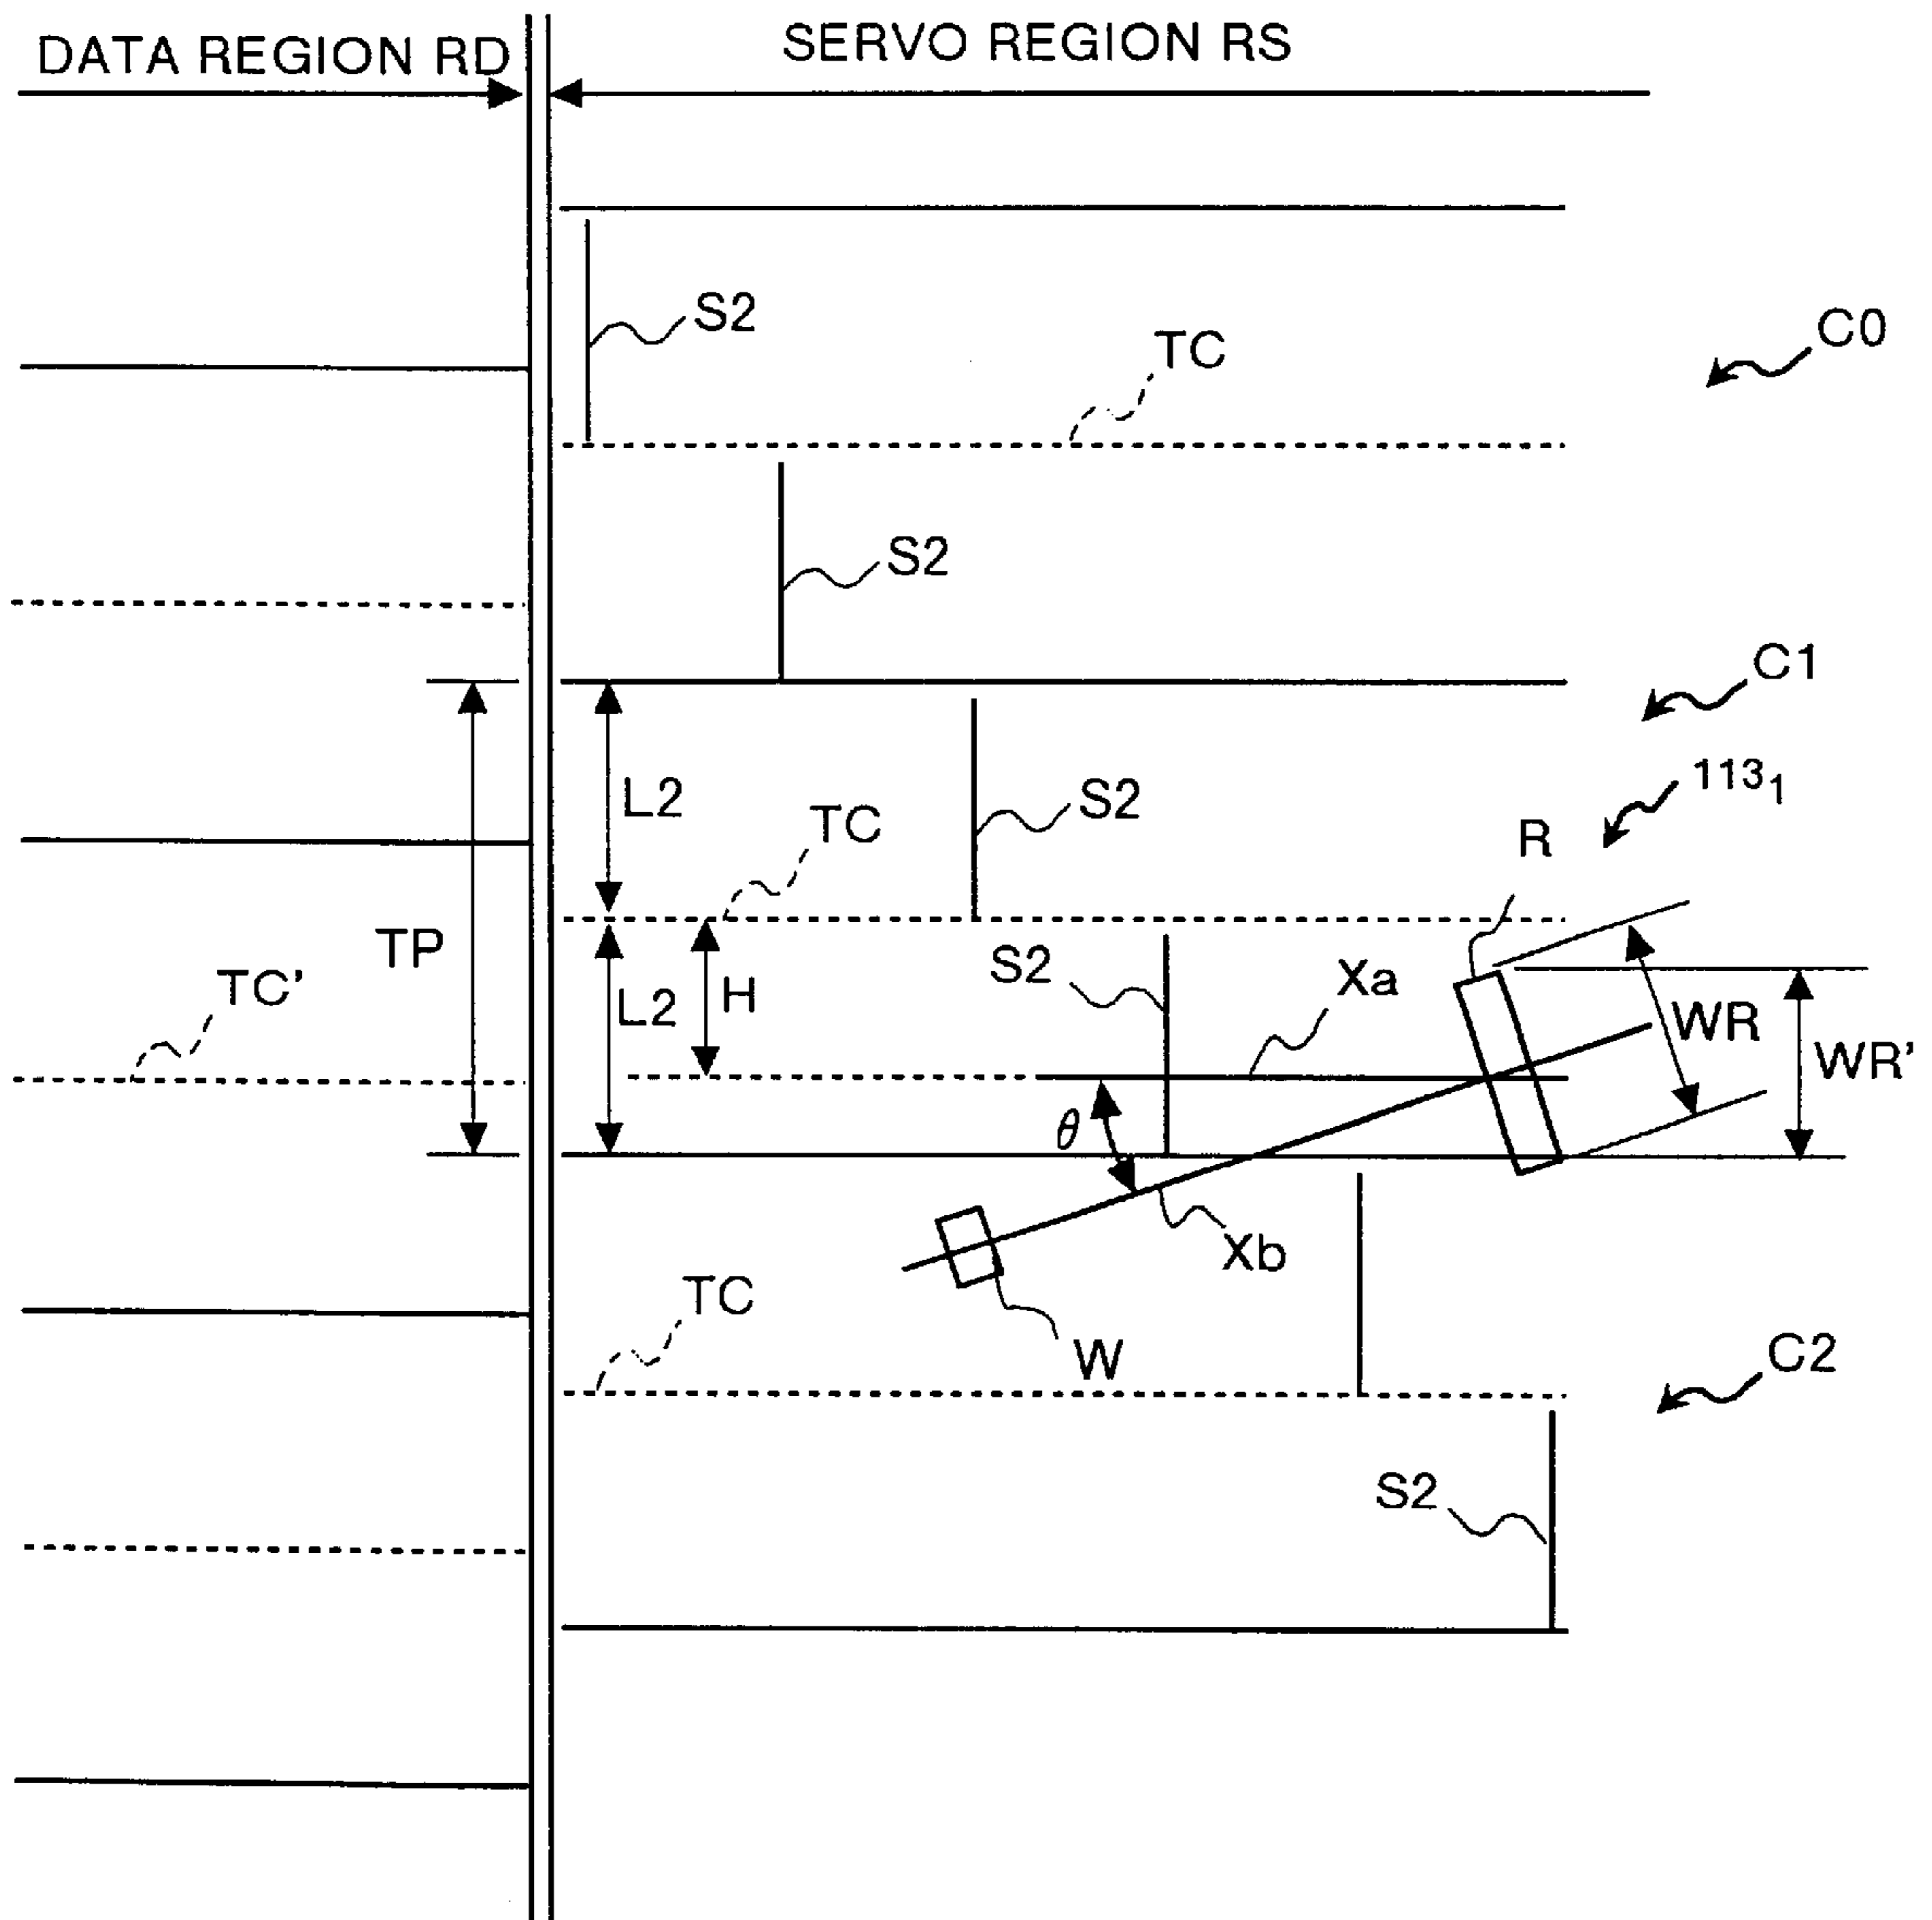 DATA REGION RD
SERVO REGION RS
S2
TC
C0
S2
C1
113₁
L2
TC
S2
R
TP
TC'
L2
H
S2
Xa
WR
WR'
θ
Xb
TC
W
C2
S2